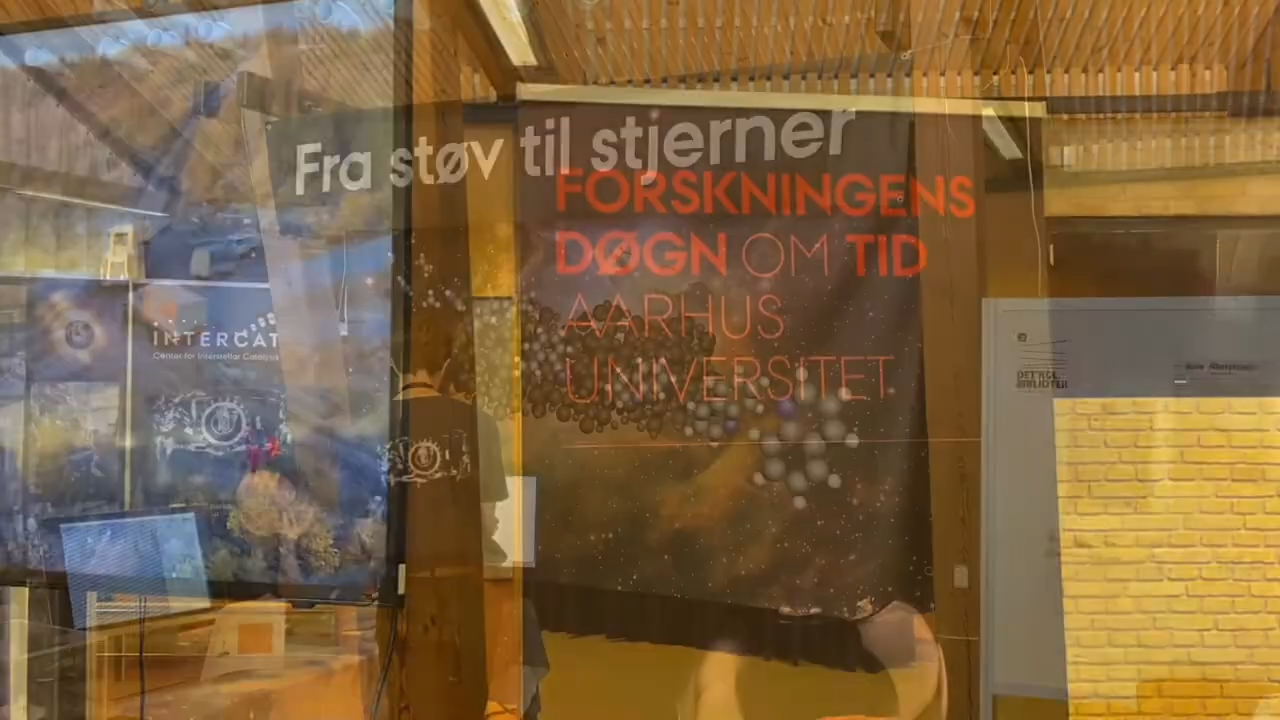 Fra støv til stjerner
FORSKNINGENS
DØGN OM TID
AARHUS
UNIVERSITET
INTERCAT
Center for Interstellar Catalysis
DET KGL.
BIBLIOTEK